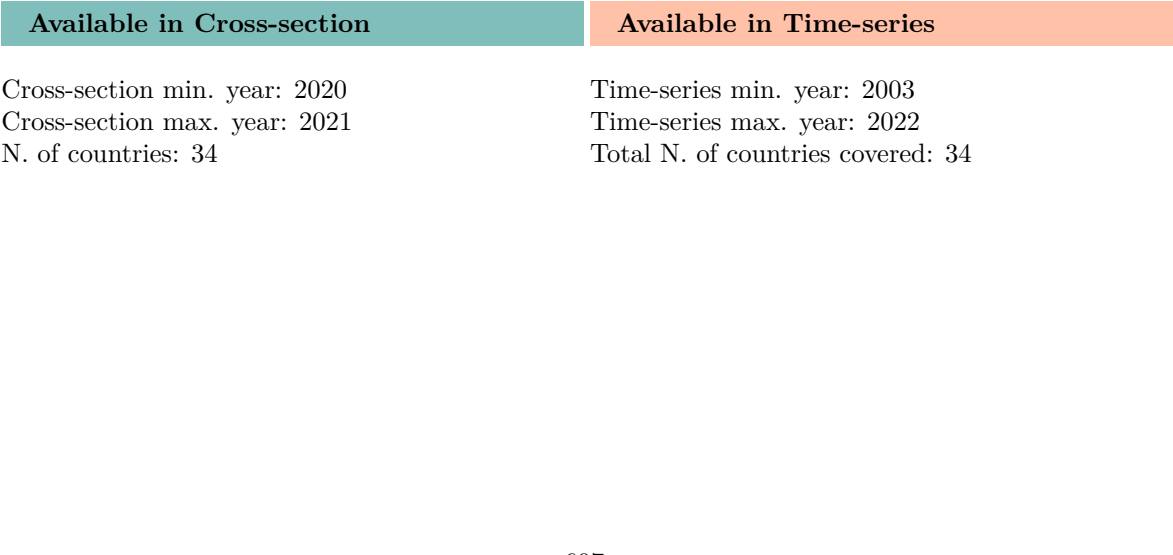 Available in Cross-section
Cross-section min. year: 2020
Cross-section max. year: 2021
N. of countries: 34
Available in Time-series
Time-series min. year: 2003
Time-series max. year: 2022
Total N. of countries covered: 34